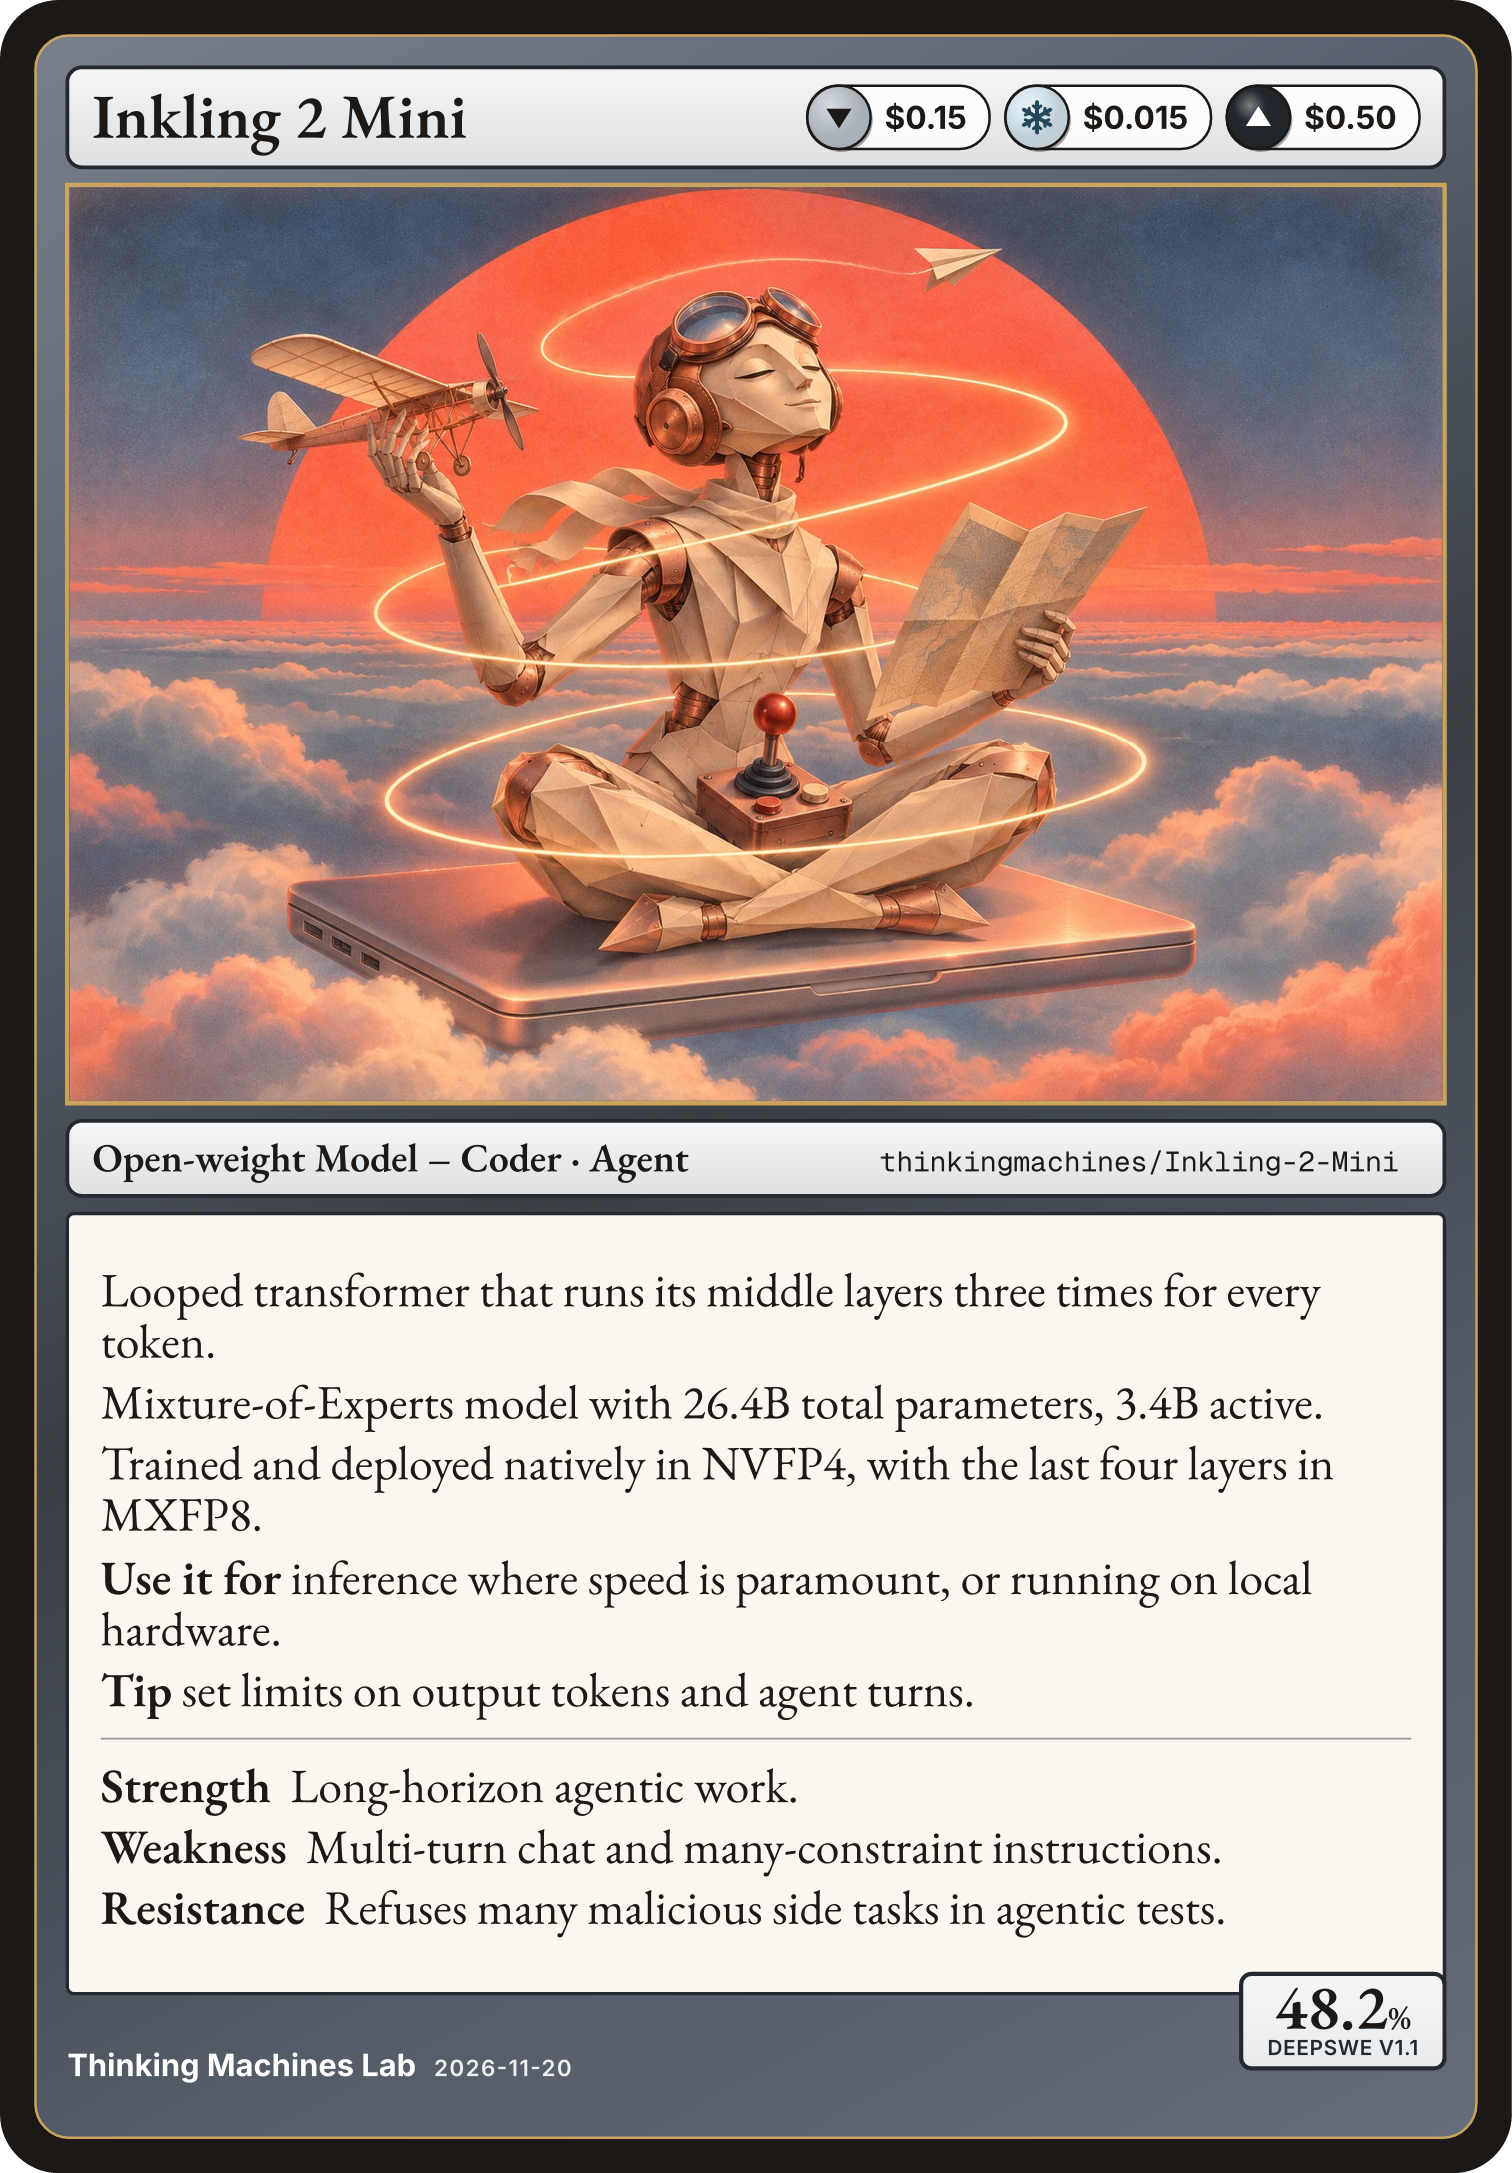 Inkling 2 Mini
$0.15 $0.015 $0.50
Open-weight Model – Coder · Agent
thinkingmachines/Inkling-2-Mini
Looped transformer that runs its middle layers three times for every
token.
Mixture-of-Experts model with 26.4B total parameters, 3.4B active.
Trained and deployed natively in NVFP4, with the last four layers in
MXFP8.
Use it for inference where speed is paramount, or running on local
hardware.
Tip set limits on output tokens and agent turns.
Strength Long-horizon agentic work.
Weakness Multi-turn chat and many-constraint instructions.
Resistance Refuses many malicious side tasks in agentic tests.
48.2%
DEEPSWE V1.1
Thinking Machines Lab 2026-11-20